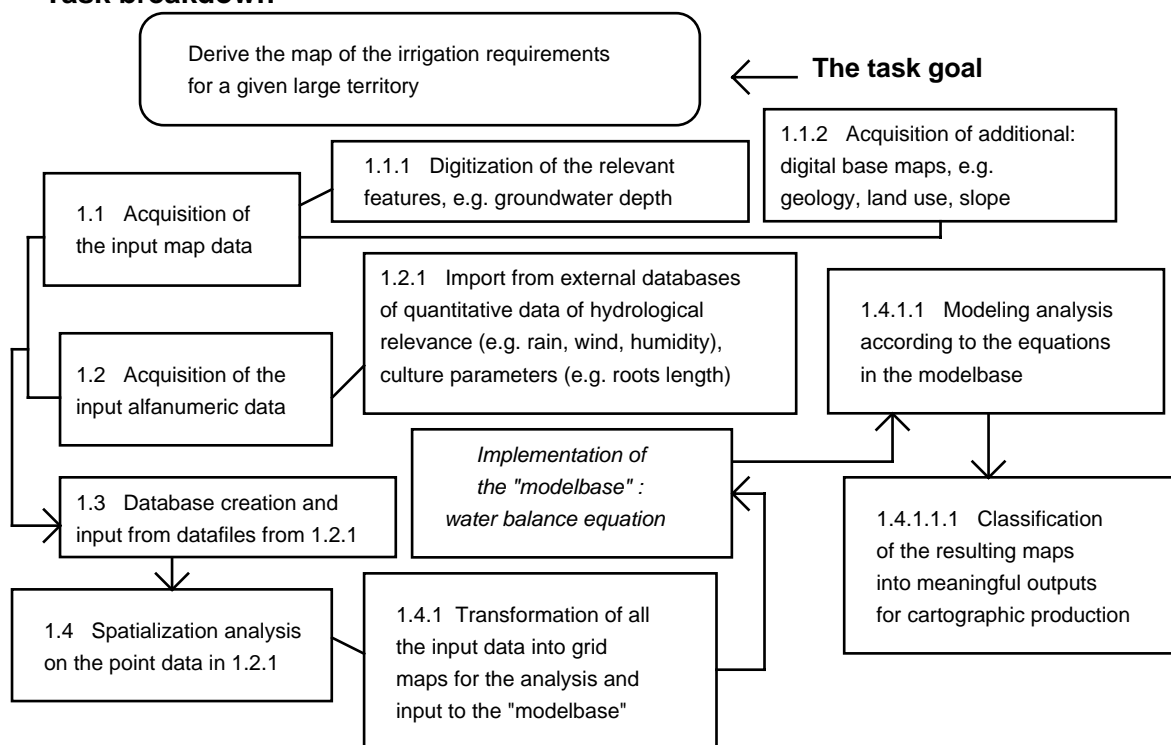 Task breakdown
Derive the map of the irrigation requirements
for a given large territory
The task goal
1.1.2 Acquisition of additional:
digital base maps, e.g.
geology, land use, slope
1.1.1 Digitization of the relevant
features, e.g. groundwater depth
1.1 Acquisition of
the input map data
1.2.1 Import from external databases
of quantitative data of hydrological
relevance (e.g. rain, wind, humidity),
culture parameters (e.g. roots length)
1.4.1.1 Modeling analysis
according to the equations
in the modelbase
1.2 Acquisition of the
input alfanumeric data
Implementation of
the "modelbase" :
water balance equation
1.3 Database creation and
input from datafiles from 1.2.1
1.4.1.1.1 Classification
of the resulting maps
into meaningful outputs
for cartographic production
1.4 Spatialization analysis
on the point data in 1.2.1
1.4.1 Transformation of all
the input data into grid
maps for the analysis and
input to the "modelbase"